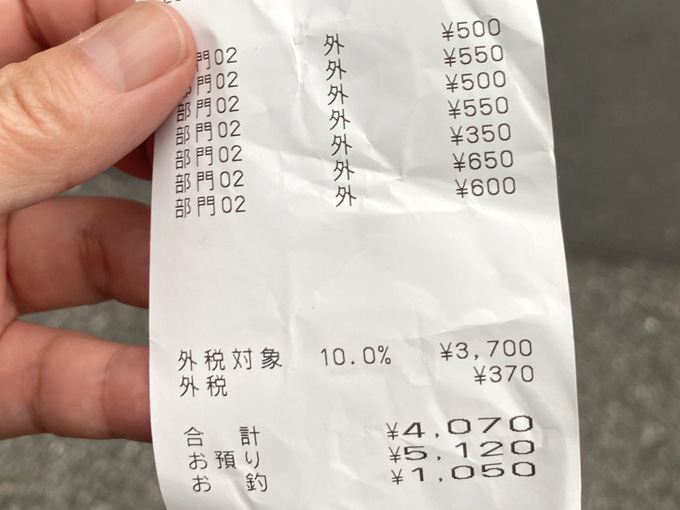 門02 外 ¥500
門02 外 ¥550
部門02 外 ¥500
部門02 外 ¥550
部門02 外 ¥350
部門02 外 ¥650
部門02 外 ¥600
外税対象 10.0% ¥3,700
外税 ¥370
合 計 ¥4,070
お預り ¥5,120
お 釣 ¥1,050